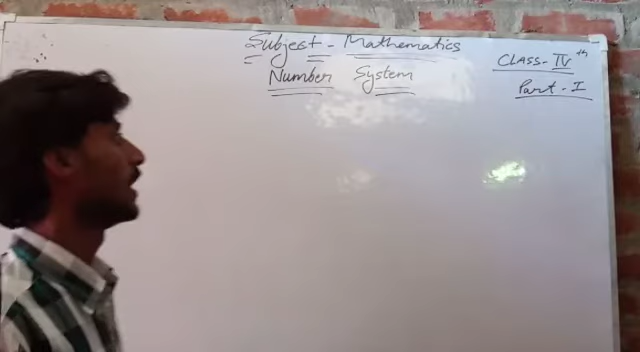 Subject - Mathematics
Number System
CLASS - IV th
Part - I